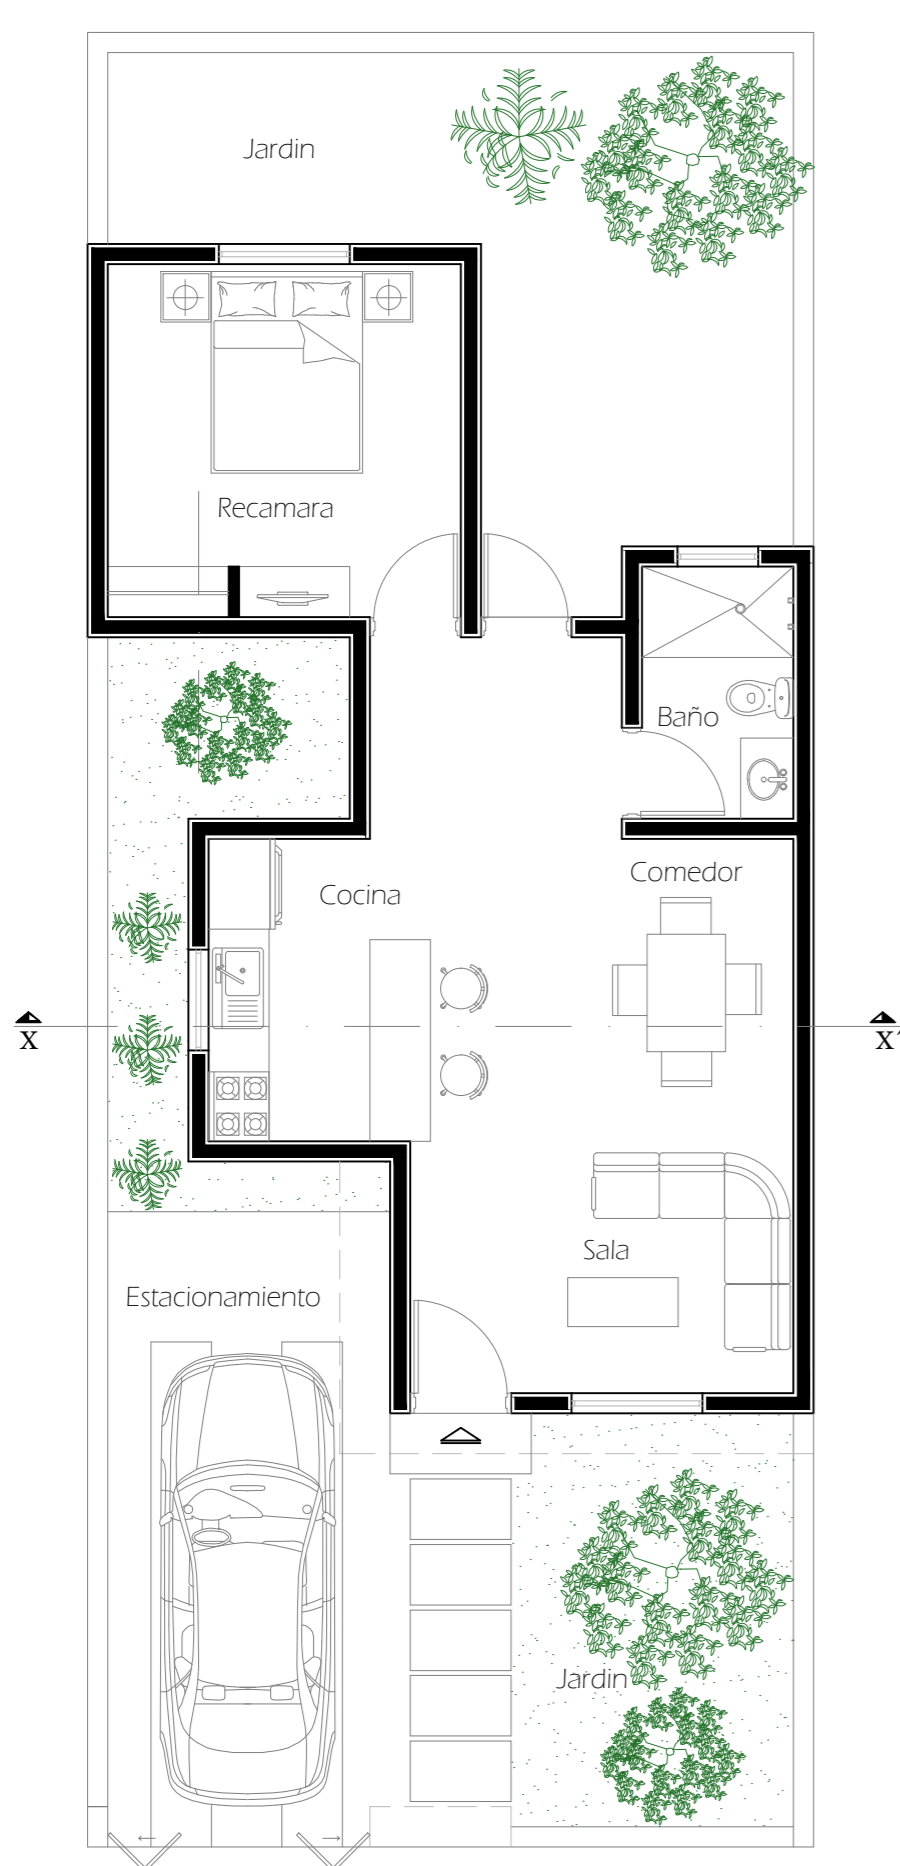 Jardin
Recamara
Baño
Comedor
Cocina
X
X'
Sala
Estacionamiento
Jardin